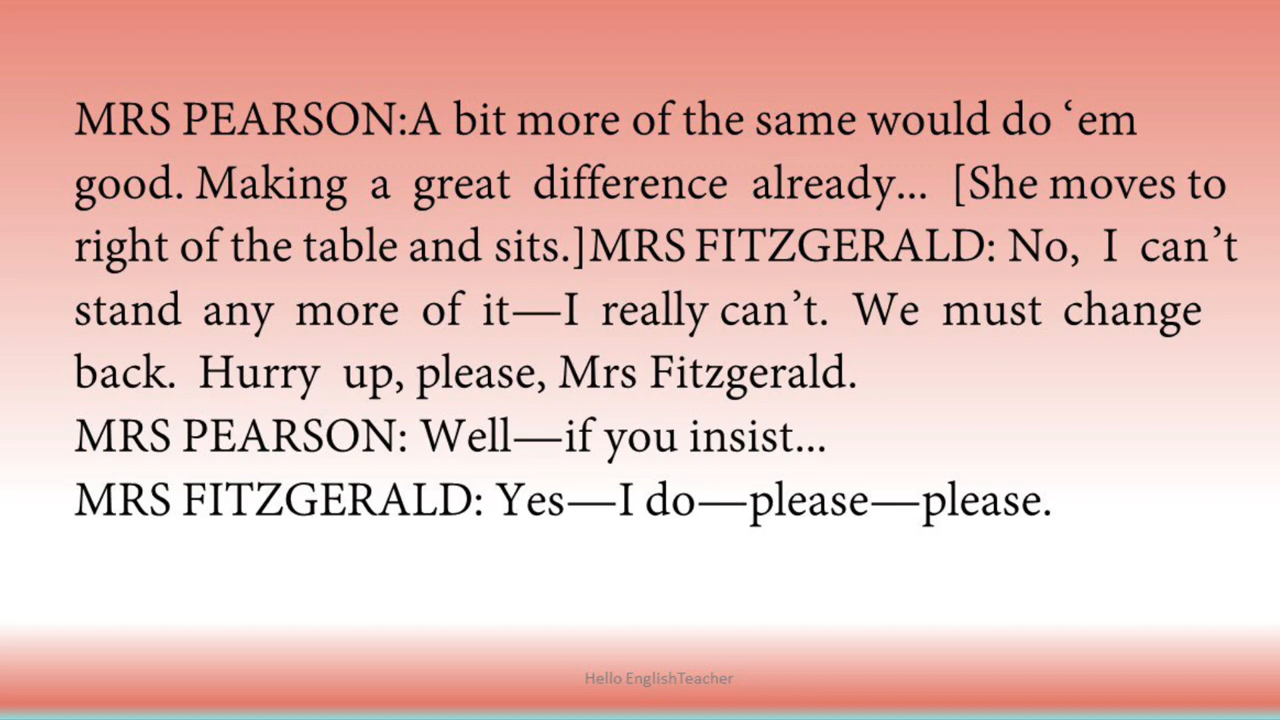 MRS PEARSON:A bit more of the same would do ‘em
good. Making a great difference already... [She moves to
right of the table and sits.]MRS FITZGERALD: No, I can’t
stand any more of it—I really can’t. We must change
back. Hurry up, please, Mrs Fitzgerald.
MRS PEARSON: Well—if you insist...
MRS FITZGERALD: Yes—I do—please—please.
Hello EnglishTeacher